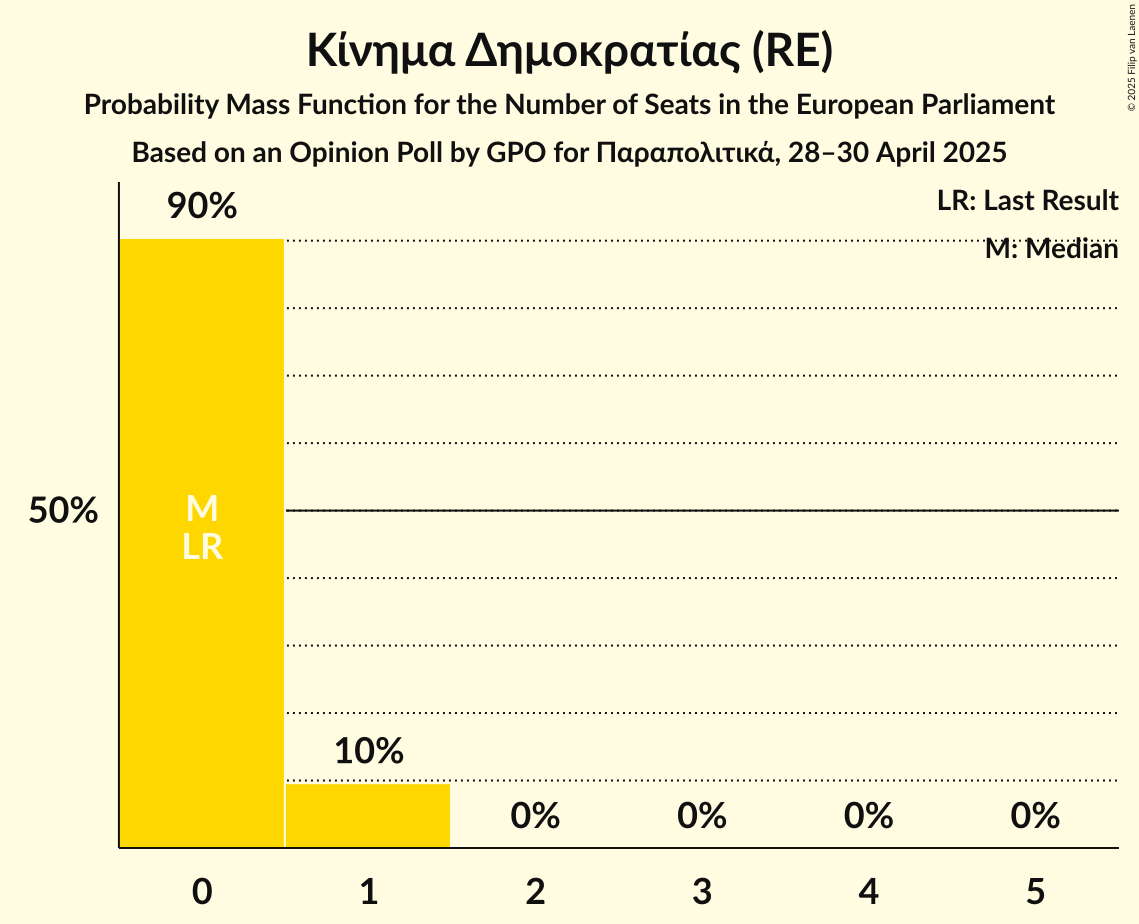 Κίνημα Δημοκρατίας (RE)
Probability Mass Function for the Number of Seats in the European Parliament
Based on an Opinion Poll by GPO for Παραπολιτικά, 28–30 April 2025
© 2025 Filip van Laenen
LR: Last Result
M: Median
90%
50%
M
LR
10%
0%
0%
0%
0%
0
1
2
3
4
5